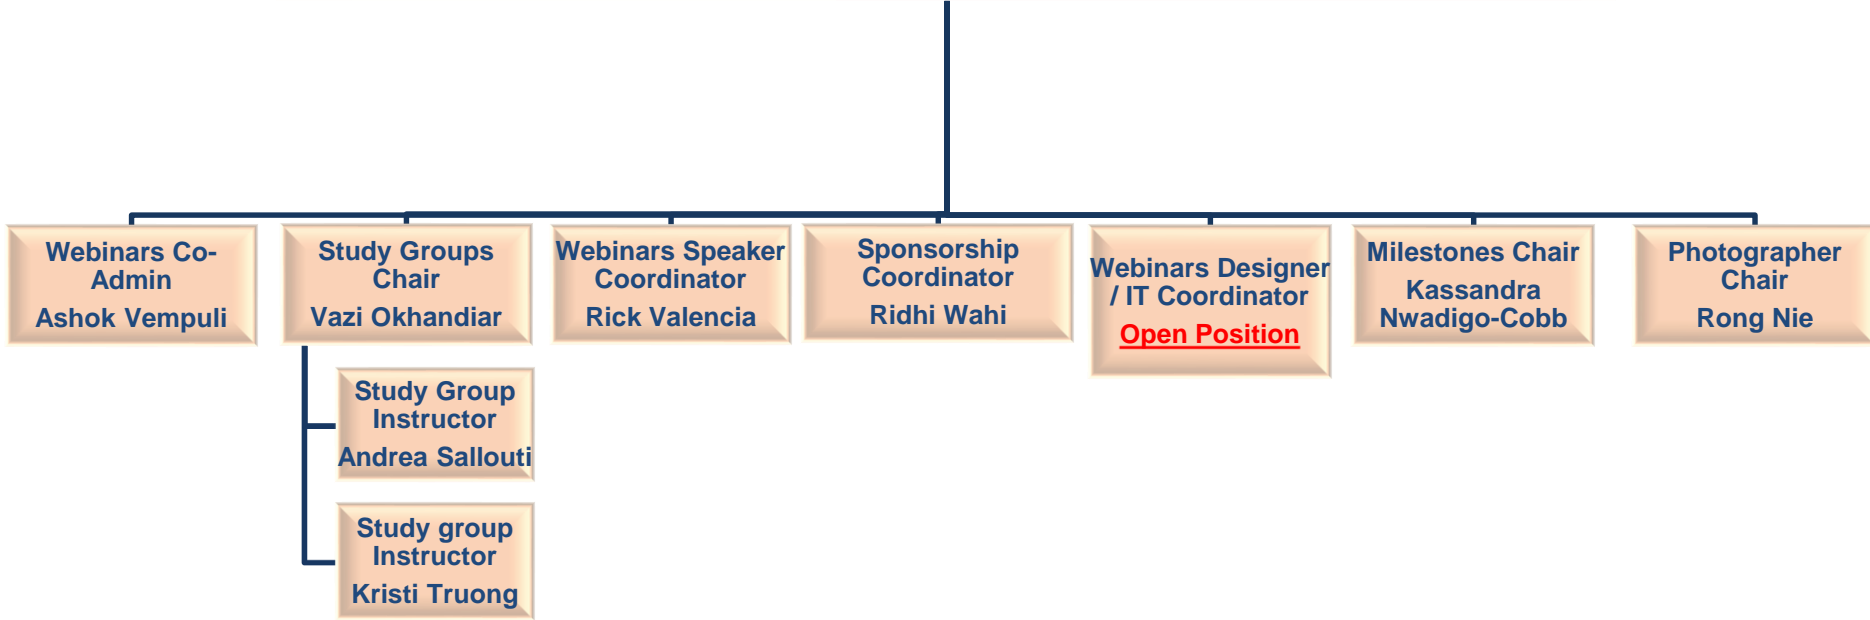 Webinars Co-
Admin
Ashok Vempuli
Study Groups
Chair
Vazi Okhandiar
Webinars Speaker
Coordinator
Rick Valencia
Sponsorship
Coordinator
Ridhi Wahi
Webinars Designer
/ IT Coordinator
Open Position
Milestones Chair
Kassandra
Nwadigo-Cobb
Photographer
Chair
Rong Nie
Study Group
Instructor
Andrea Sallouti
Study group
Instructor
Kristi Truong